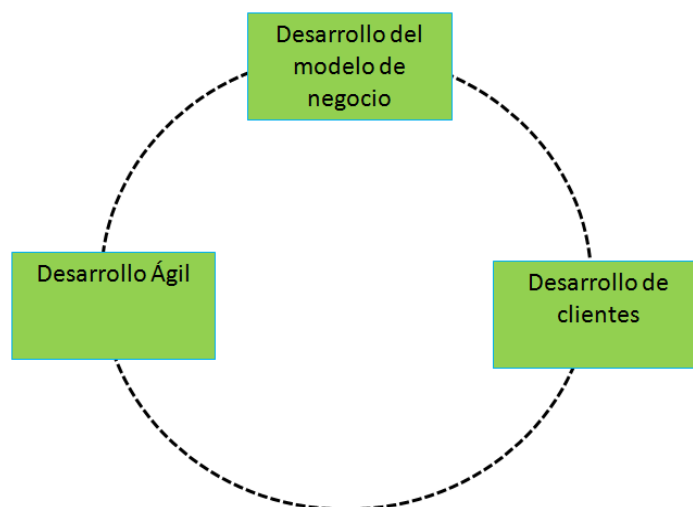 Desarrollo del
modelo de
negocio
Desarrollo Ágil
Desarrollo de
clientes